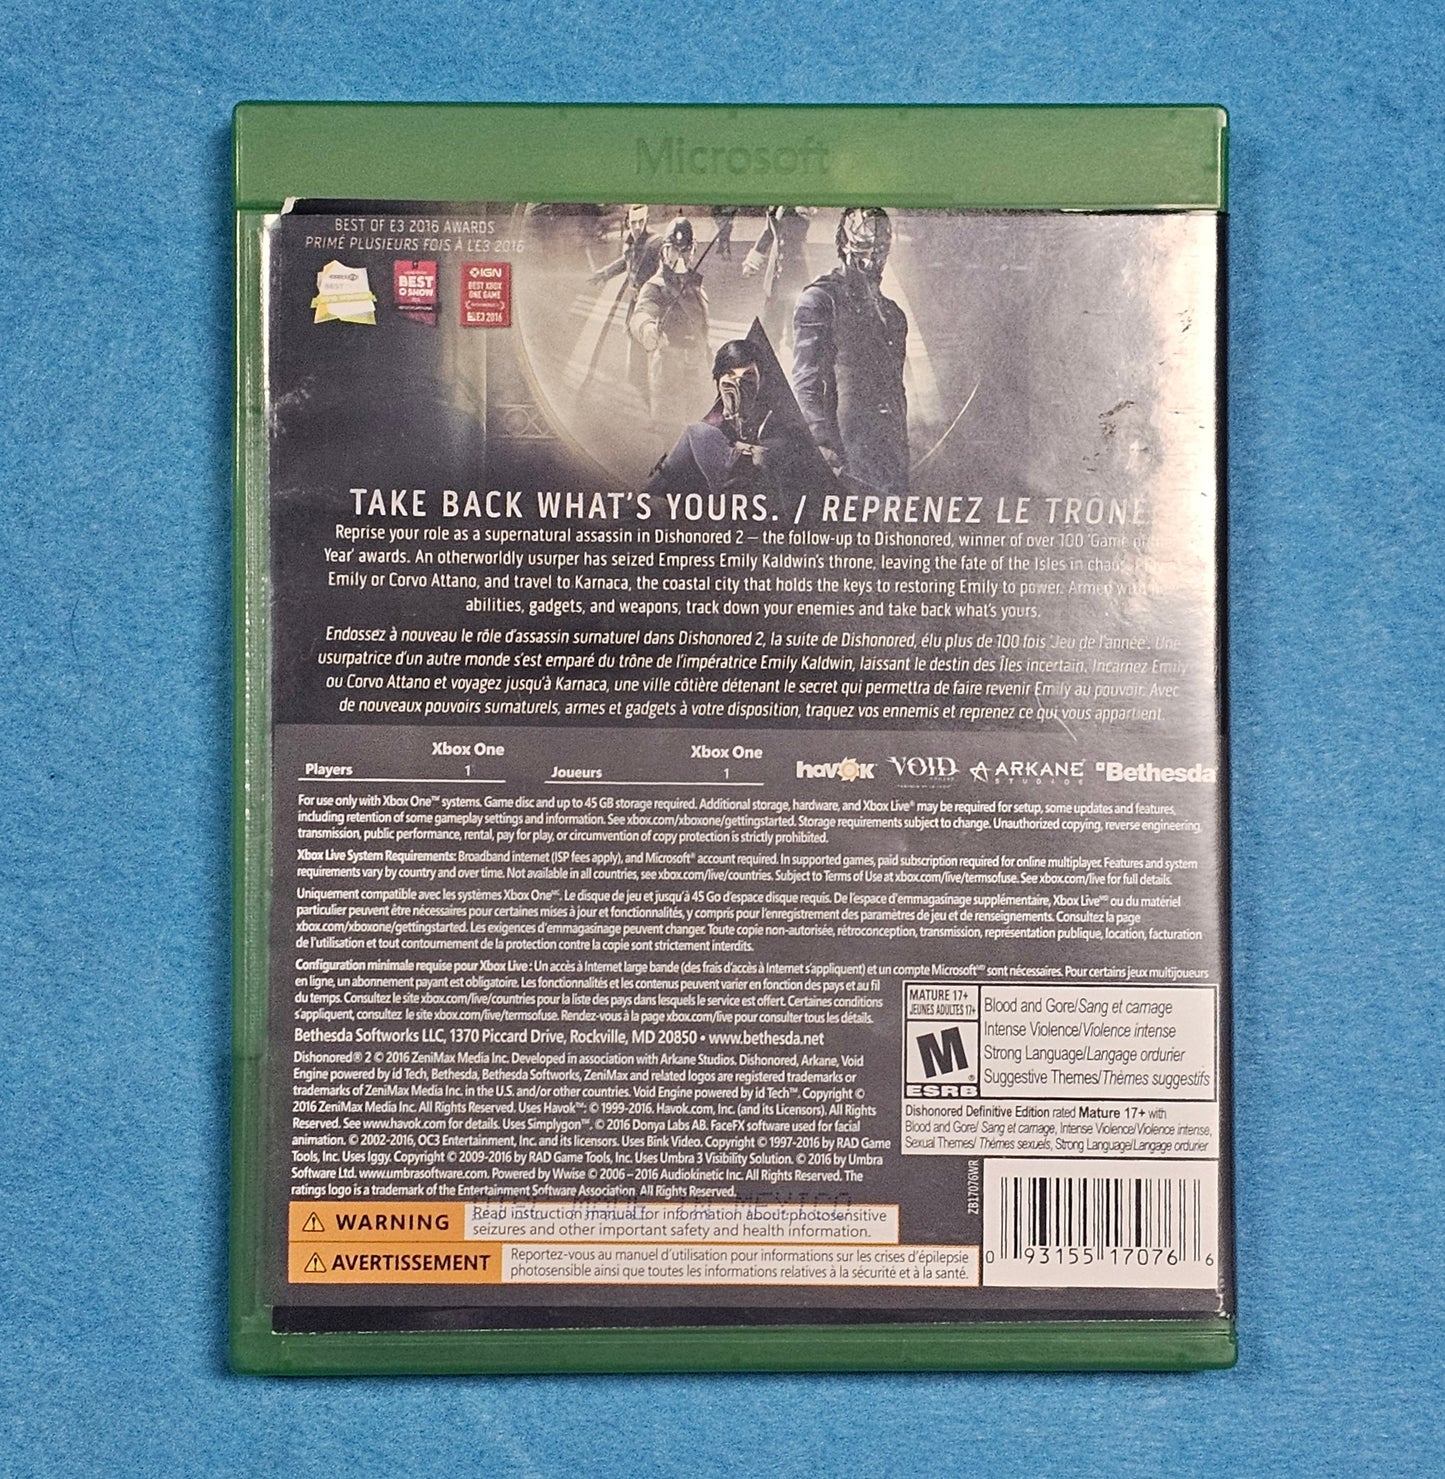 Microsoft
BEST OF E3 2016 AWARDS
PRIMÉ PLUSIEURS FOIS À L'E3 2016
BEST
BEST
SHOW
IGN
BEST XBOX
ONE GAME
E3 2016
TAKE BACK WHAT'S YOURS. / REPRENEZ LE TRÔNE
Reprise your role as a supernatural assassin in Dishonored 2 – the follow-up to Dishonored, winner of over 100 'Game of
Year' awards. An otherworldly usurper has seized Empress Emily Kaldwin's throne, leaving the fate of the Isles in
Emily or Corvo Attano, and travel to Karnaca, the coastal city that holds the keys to restoring Emily to power. Armed
abilities, gadgets, and weapons, track down your enemies and take back what's yours.
Endossez à nouveau le rôle d'assassin surnaturel dans Dishonored 2, la suite de Dishonored, élu plus de 100 fois 'Jeu de l'année'. Une
usurpatrice d'un autre monde s'est emparé du trône de l'impératrice Emily Kaldwin, laissant le destin des Îles incertain. Incarnez Emily
ou Corvo Attano et voyagez jusqu'à Karnaca, une ville côtière détenant le secret qui permettra de faire revenir Emily au pouvoir. Avec
de nouveaux pouvoirs surnaturels, armes et gadgets à votre disposition, traquez vos ennemis et reprenez ce qui vous appartient.
Xbox One
Players 1
Xbox One
Joueurs 1
havok VOID ARKANE STUDIOS Bethesda
For use only with Xbox One™ systems. Game disc and up to 45 GB storage required. Additional storage, hardware, and Xbox Live® may be required for setup, some updates and features,
including retention of some gameplay settings and information. See xbox.com/xboxone/gettingstarted. Storage requirements subject to change. Unauthorized copying, reverse engineering,
transmission, public performance, rental, pay for play, or circumvention of copy protection is strictly prohibited.
Xbox Live System Requirements: Broadband internet (ISP fees apply), and Microsoft® account required. In supported games, paid subscription required for online multiplayer. Features and system
requirements vary by country and over time. Not available in all countries, see xbox.com/live/countries. Subject to Terms of Use at xbox.com/live/termsofuse. See xbox.com/live for full details.
Uniquement compatible avec les systèmes Xbox One™ᶜ. Le disque de jeu et jusqu'à 45 Go d'espace disque requis. De l'espace d'emmagasinage supplémentaire, Xbox Live™ᶜ ou du matériel
particulier peuvent être nécessaires pour certaines mises à jour et fonctionnalités, y compris pour l'enregistrement des paramètres de jeu et de renseignements. Consultez la page
xbox.com/xboxone/gettingstarted. Les exigences d'emmagasinage peuvent changer. Toute copie non-autorisée, rétroconception, transmission, représentation publique, location, facturation
de l'utilisation et tout contournement de la protection contre la copie sont strictement interdits.
Configuration minimale requise pour Xbox Live : Un accès à Internet large bande (des frais d'accès à Internet s'appliquent) et un compte Microsoft™ᴰ sont nécessaires. Pour certains jeux multijoueurs
en ligne, un abonnement payant est obligatoire. Les fonctionnalités et les contenus peuvent varier en fonction des pays et au fil
du temps. Consultez le site xbox.com/live/countries pour la liste des pays dans lesquels le service est offert. Certaines conditions
s'appliquent, consultez le site xbox.com/live/termsofuse. Rendez-vous à la page xbox.com/live pour consulter tous les détails.
Bethesda Softworks LLC, 1370 Piccard Drive, Rockville, MD 20850 • www.bethesda.net
Dishonored® 2 © 2016 ZeniMax Media Inc. Developed in association with Arkane Studios. Dishonored, Arkane, Void
Engine powered by id Tech, Bethesda, Bethesda Softworks, ZeniMax and related logos are registered trademarks or
trademarks of ZeniMax Media Inc. in the U.S. and/or other countries. Void Engine powered by id Tech™. Copyright ©
2016 ZeniMax Media Inc. All Rights Reserved. Uses Havok™: © 1999-2016. Havok.com, Inc. (and its Licensors). All Rights
Reserved. See www.havok.com for details. Uses Simplygon™, © 2016 Donya Labs AB. FaceFX software used for facial
animation. © 2002-2016, OC3 Entertainment, Inc. and its licensors. Uses Bink Video. Copyright © 1997-2016 by RAD Game
Tools, Inc. Uses Iggy. Copyright © 2009-2016 by RAD Game Tools, Inc. Uses Umbra 3 Visibility Solution. © 2016 by Umbra
Software Ltd. www.umbrasoftware.com. Powered by Wwise © 2006 – 2016 Audiokinetic Inc. All Rights Reserved. The
ratings logo is a trademark of the Entertainment Software Association. All Rights Reserved.
MATURE 17+
JEUNES ADULTES 17+
M
ESRB
Blood and Gore/Sang et carnage
Intense Violence/Violence intense
Strong Language/Langage ordurier
Suggestive Themes/Thèmes suggestifs
Dishonored Definitive Edition rated Mature 17+ with
Blood and Gore/ Sang et carnage, Intense Violence/Violence intense,
Sexual Themes/ Thèmes sexuels, Strong Language/Langage ordurier
MADE IN MEXICO
WARNING
Read instruction manual for information about photosensitive
seizures and other important safety and health information.
AVERTISSEMENT
Reportez-vous au manuel d'utilisation pour informations sur les crises d'épilepsie
photosensible ainsi que toutes les informations relatives à la sécurité et à la santé.
ZB17076WR
0 93155 17076 6